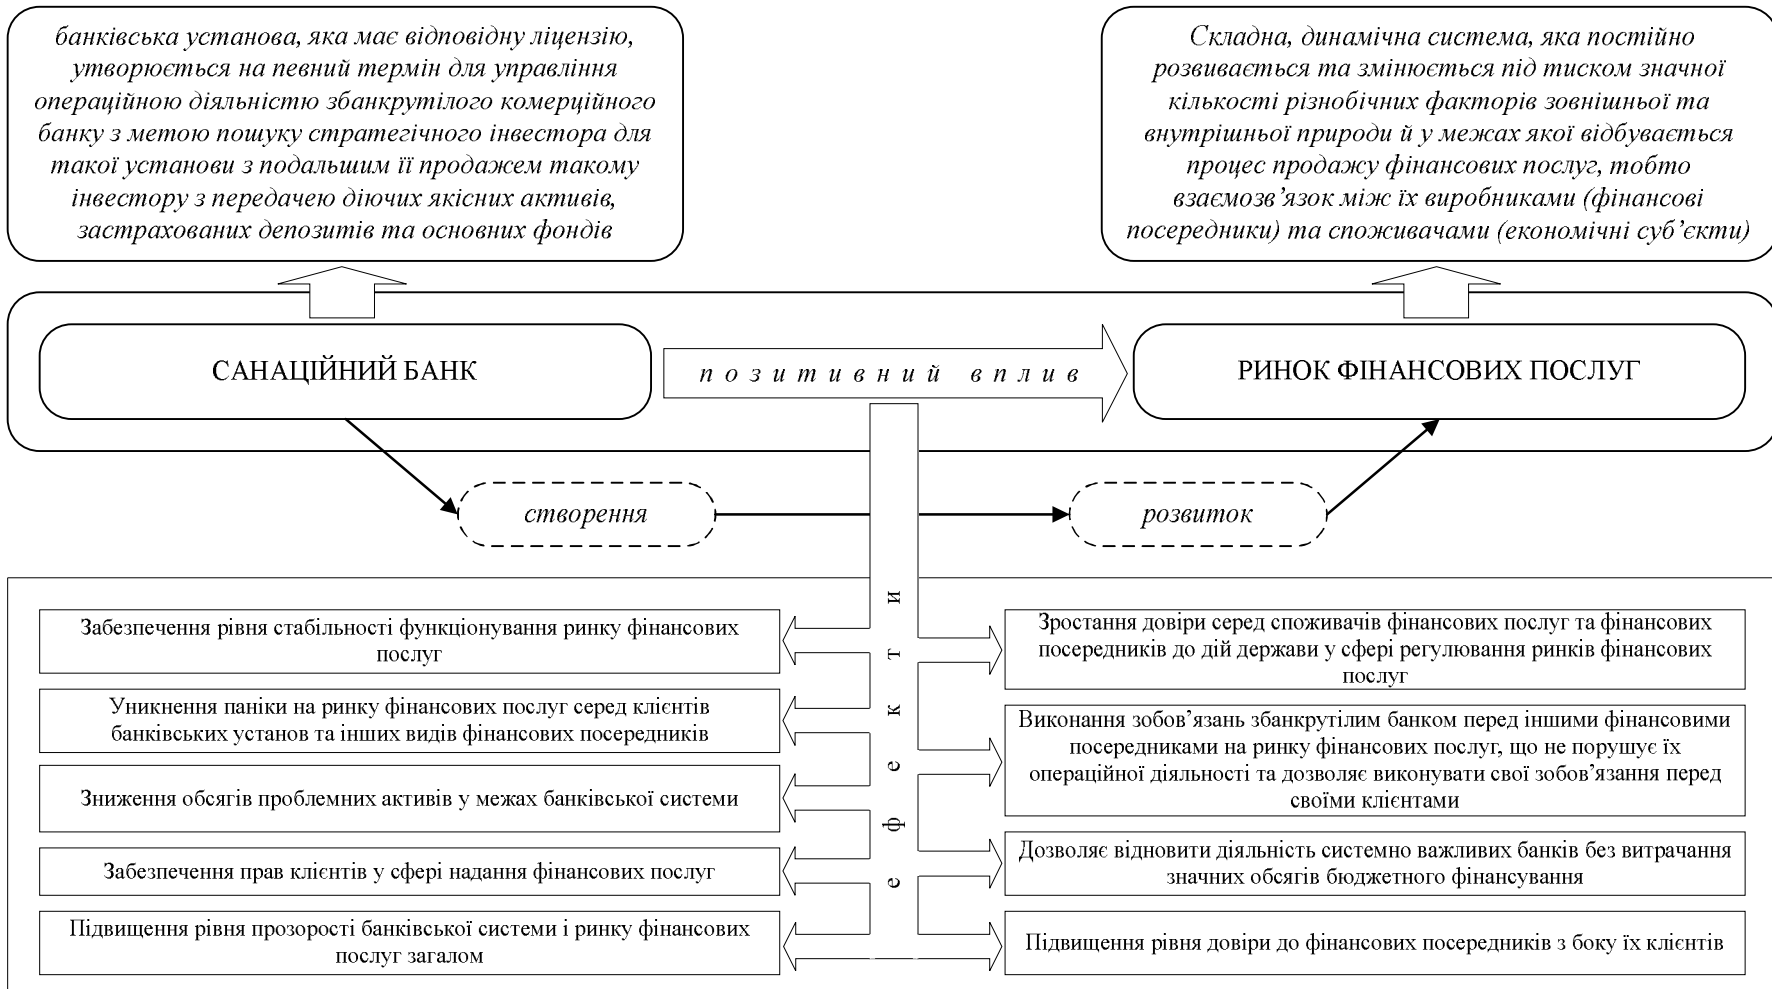 банківська установа, яка має відповідну ліцензію,
утворюється на певний термін для управління
операційною діяльністю збанкрутілого комерційного
банку з метою пошуку стратегічного інвестора для
такої установи з подальшим її продажем такому
інвестору з передачею діючих якісних активів,
застрахованих депозитів та основних фондів
Складна, динамічна система, яка постійно
розвивається та змінюється під тиском значної
кількості різнобічних факторів зовнішньої та
внутрішньої природи й у межах якої відбувається
процес продажу фінансових послуг, тобто
взаємозв’язок між їх виробниками (фінансові
посередники) та споживачами (економічні суб’єкти)
САНАЦІЙНИЙ БАНК
позитивний вплив
РИНОК ФІНАНСОВИХ ПОСЛУГ
створення
розвиток
ефекти
Забезпечення рівня стабільності функціонування ринку фінансових
послуг
Уникнення паніки на ринку фінансових послуг серед клієнтів
банківських установ та інших видів фінансових посередників
Зниження обсягів проблемних активів у межах банківської системи
Забезпечення прав клієнтів у сфері надання фінансових послуг
Підвищення рівня прозорості банківської системи і ринку фінансових
послуг загалом
Зростання довіри серед споживачів фінансових послуг та фінансових
посередників до дій держави у сфері регулювання ринків фінансових
послуг
Виконання зобов’язань збанкрутілим банком перед іншими фінансовими
посередниками на ринку фінансових послуг, що не порушує їх
операційної діяльності та дозволяє виконувати свої зобов’язання перед
своїми клієнтами
Дозволяє відновити діяльність системно важливих банків без витрачання
значних обсягів бюджетного фінансування
Підвищення рівня довіри до фінансових посередників з боку їх клієнтів